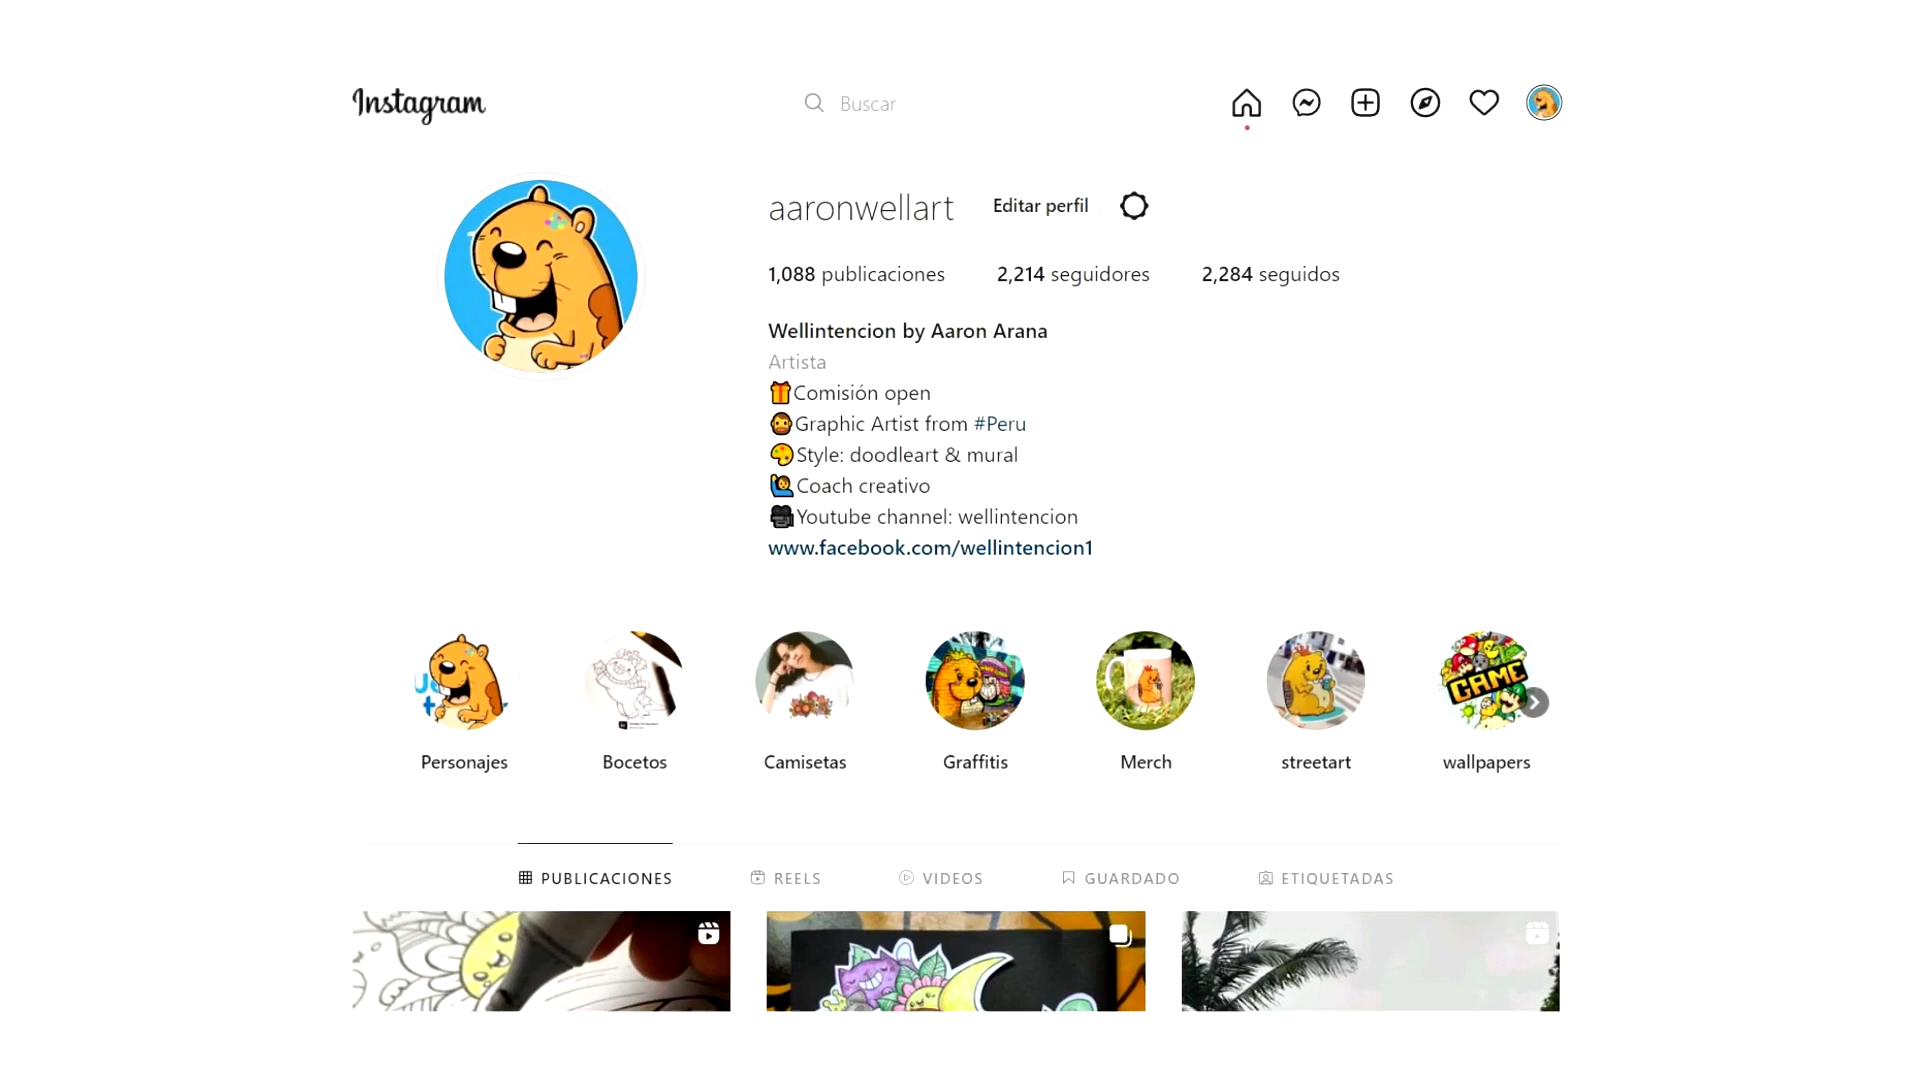 Instagram
Buscar
aaronwellart Editar perfil
1,088 publicaciones 2,214 seguidores 2,284 seguidos
Wellintencion by Aaron Arana
Artista
Comisión open
Graphic Artist from #Peru
Style: doodleart & mural
Coach creativo
Youtube channel: wellintencion
www.facebook.com/wellintencion1
GAME
Personajes Bocetos Camisetas Graffitis Merch streetart wallpapers
PUBLICACIONES REELS VIDEOS GUARDADO ETIQUETADAS